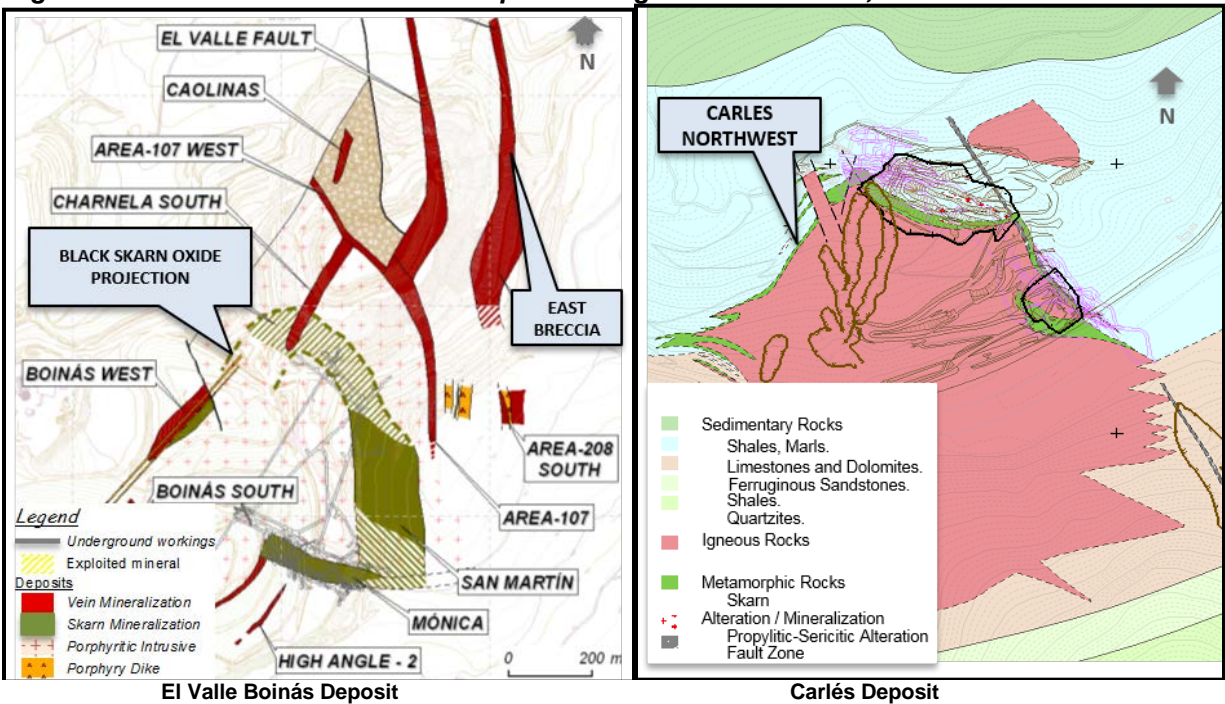 EL VALLE FAULT
CAOLINAS
AREA-107 WEST
CHARNELA SOUTH
BLACK SKARN OXIDE
PROJECTION
BOINÁS WEST
BOINÁS SOUTH
N
EAST
BRECCIA
AREA-208
SOUTH
AREA-107
SAN MARTÍN
MÓNICA
HIGH ANGLE - 2
0 200 m
Legend
Underground workings
Exploited mineral
Deposits
Vein Mineralization
Skarn Mineralization
Porphyritic Intrusive
Porphyry Dike
El Valle Boinás Deposit
CARLES
NORTHWEST
N
Sedimentary Rocks
Shales, Marls.
Limestones and Dolomites.
Ferruginous Sandstones.
Shales.
Quartzites.
Igneous Rocks
Metamorphic Rocks
Skarn
Alteration / Mineralization
Propylitic-Sericitic Alteration
Fault Zone
Carlés Deposit